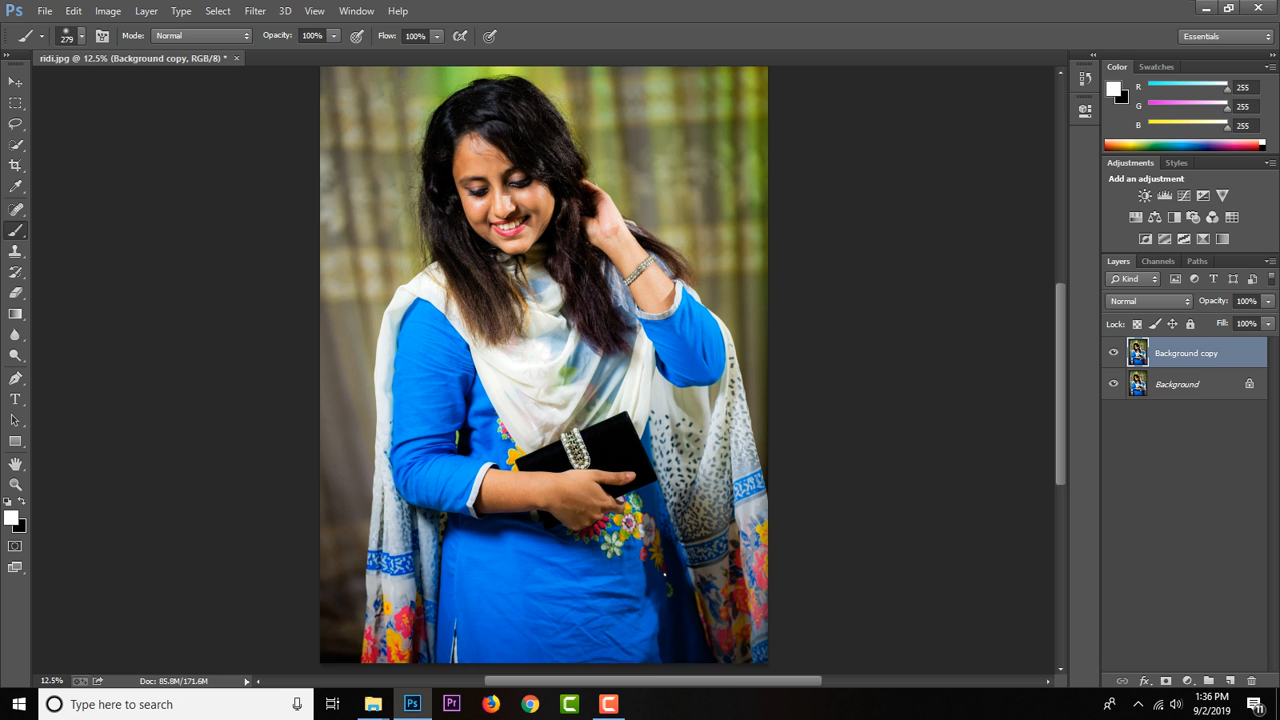 Ps File Edit Image Layer Type Select Filter 3D View Window Help
279 Mode: Normal Opacity: 100% Flow: 100% Essentials
ridi.jpg @ 12.5% (Background copy, RGB/8) * ×
Color Swatches
R 255
G 255
B 255
Adjustments Styles
Add an adjustment
Layers Channels Paths
Kind
Normal Opacity: 100%
Lock: Fill: 100%
Background copy
Background
12.5% Doc: 85.8M/171.6M
Type here to search
Ps Pr
1:36 PM
9/2/2019
11